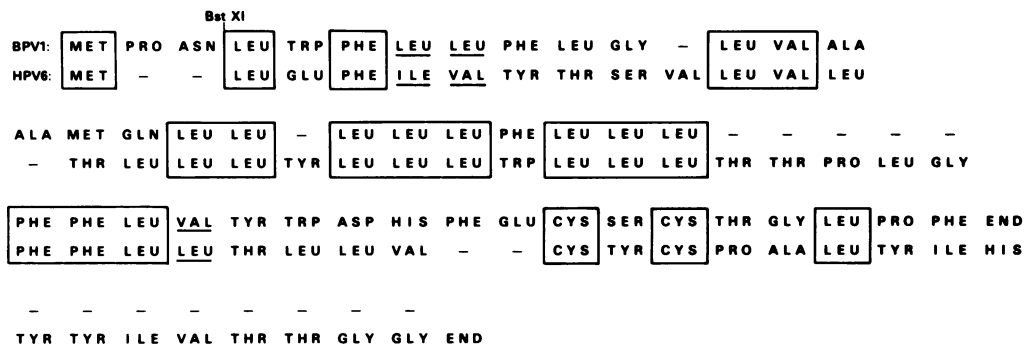 Bst XI
BPV1: MET PRO ASN LEU TRP PHE LEU LEU PHE LEU GLY – LEU VAL ALA
HPV6: MET – – LEU GLU PHE ILE VAL TYR THR SER VAL LEU VAL LEU
ALA MET GLN LEU LEU – LEU LEU LEU PHE LEU LEU LEU – – – – –
– THR LEU LEU LEU TYR LEU LEU LEU TRP LEU LEU LEU THR THR PRO LEU GLY
PHE PHE LEU VAL TYR TRP ASP HIS PHE GLU CYS SER CYS THR GLY LEU PRO PHE END
PHE PHE LEU LEU THR LEU LEU VAL – – CYS TYR CYS PRO ALA LEU TYR ILE HIS
– – – – – – – –
TYR TYR ILE VAL THR THR GLY GLY END